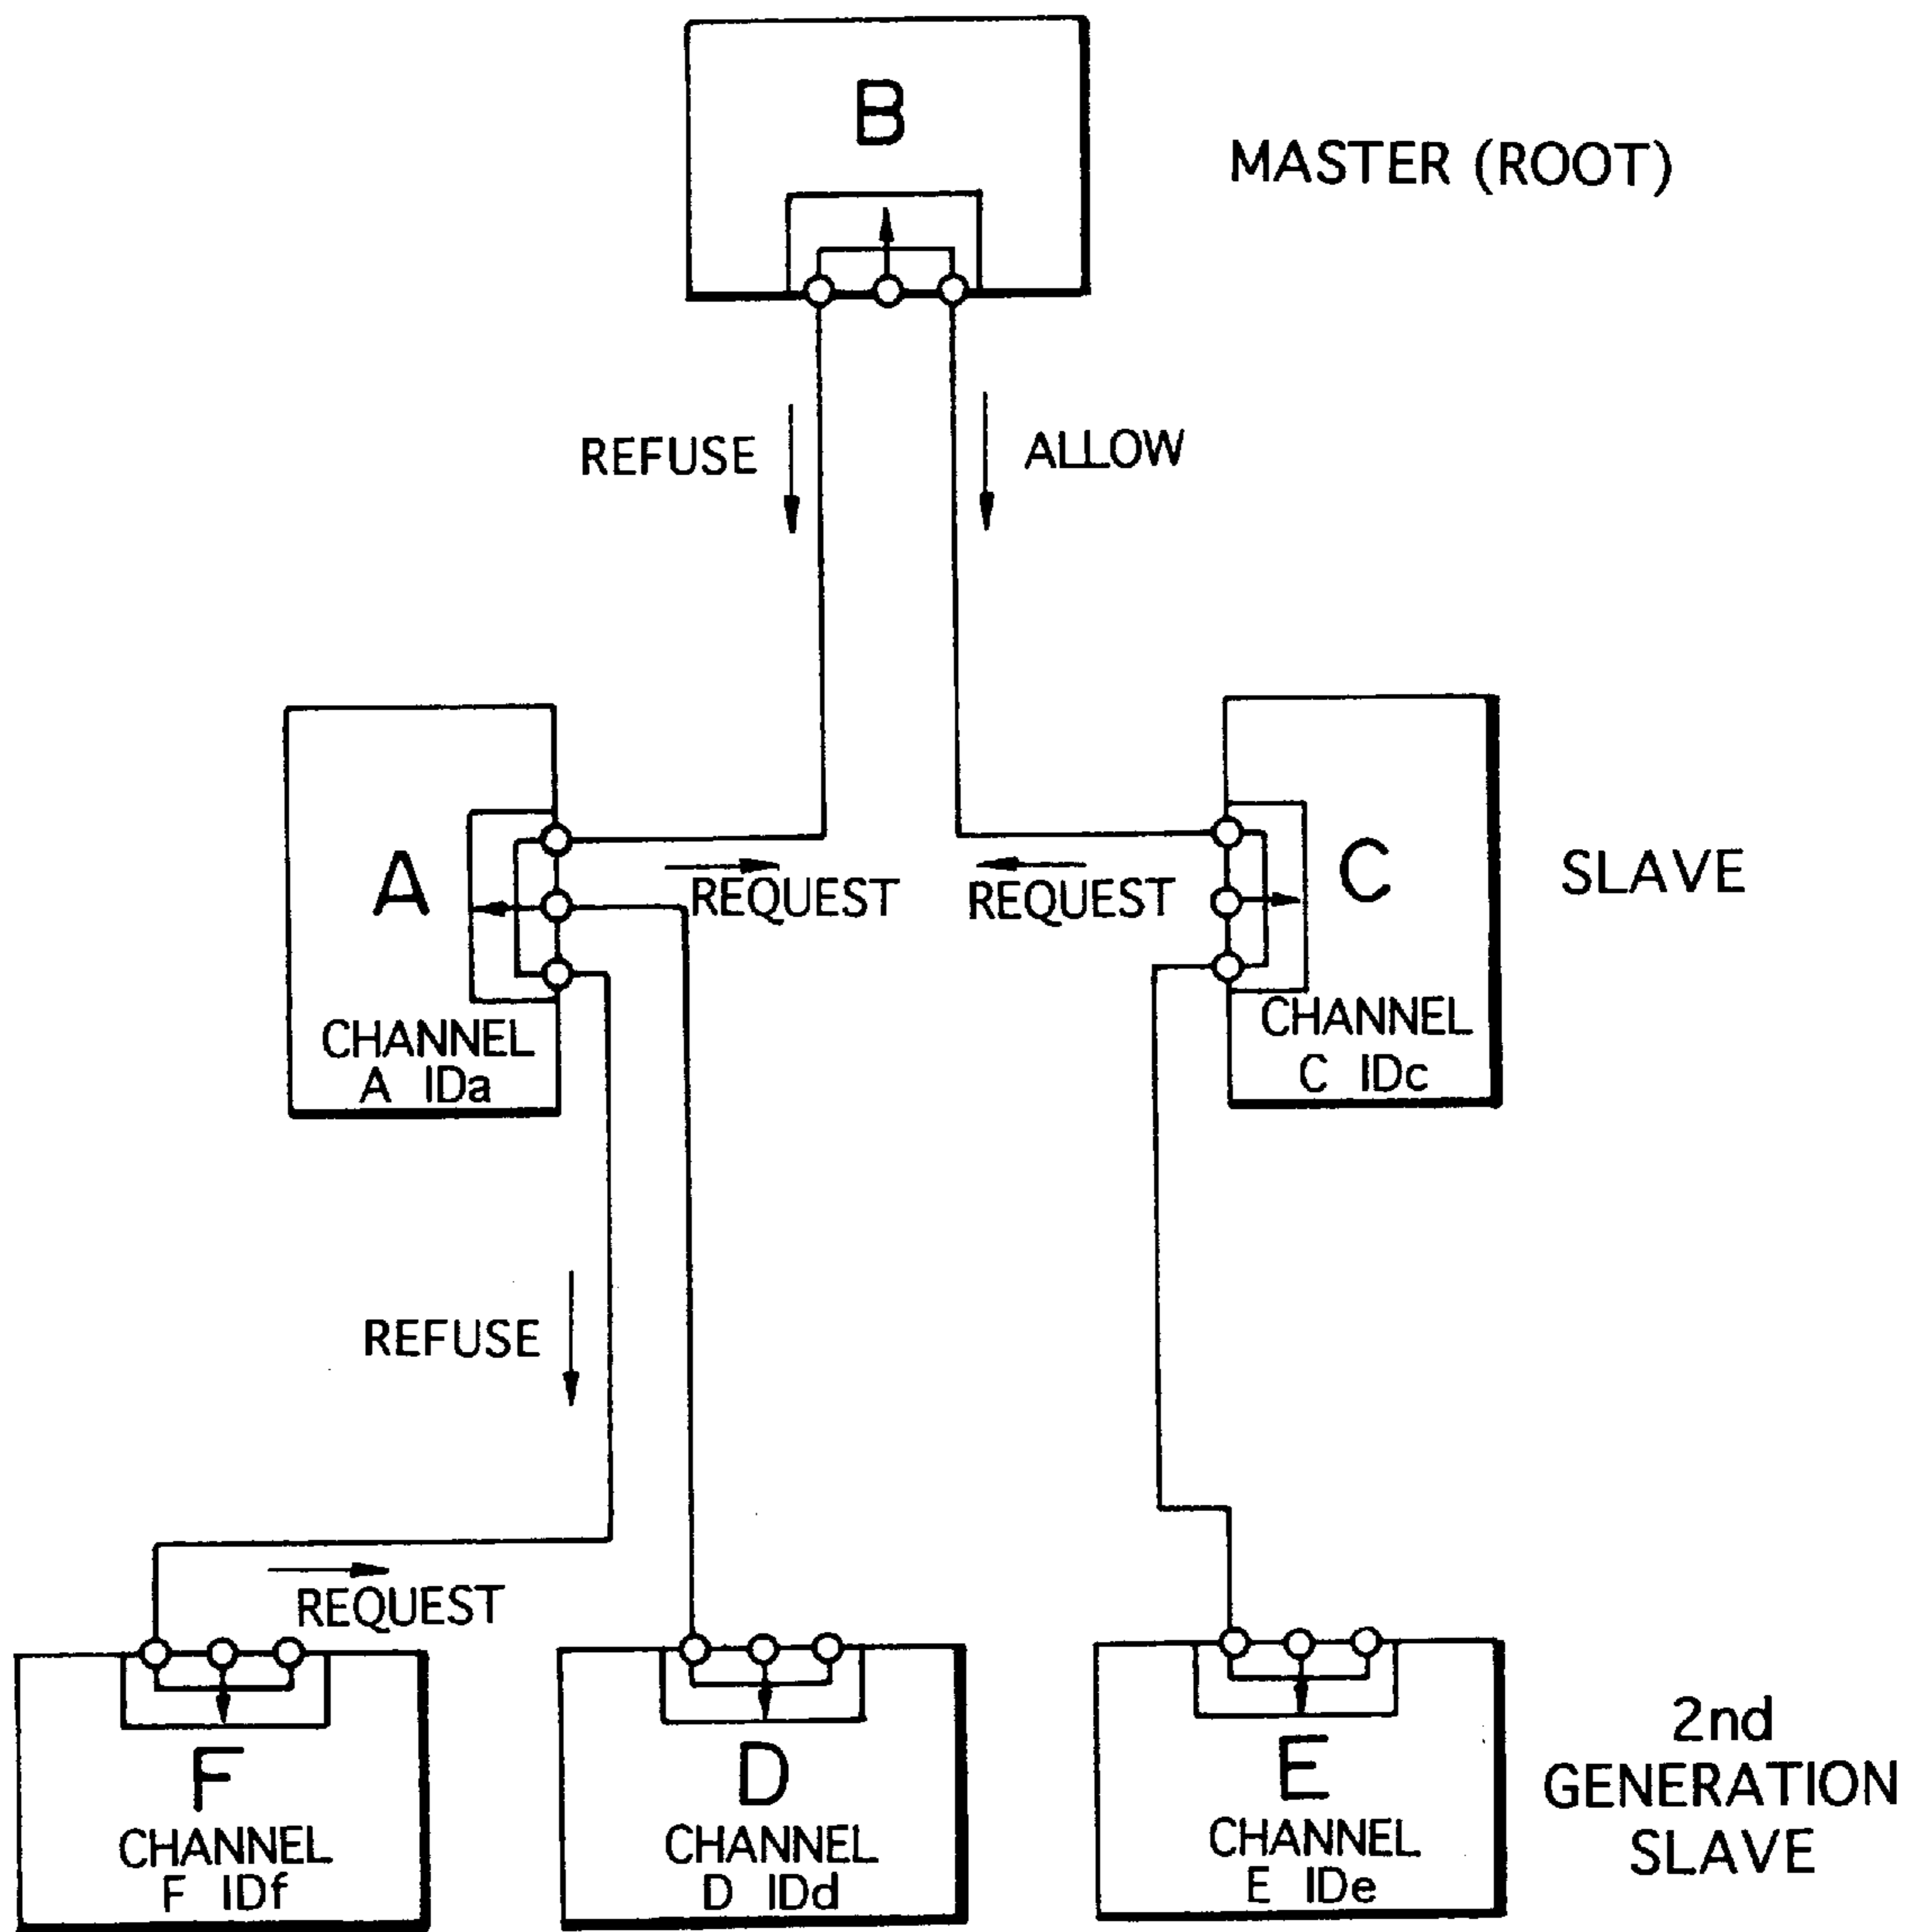 B
MASTER (ROOT)
REFUSE
ALLOW
A
REQUEST
REQUEST
C
SLAVE
CHANNEL
A IDa
CHANNEL
C IDc
REFUSE
REQUEST
F
CHANNEL
F IDf
D
CHANNEL
D IDd
E
CHANNEL
E IDe
2nd
GENERATION
SLAVE